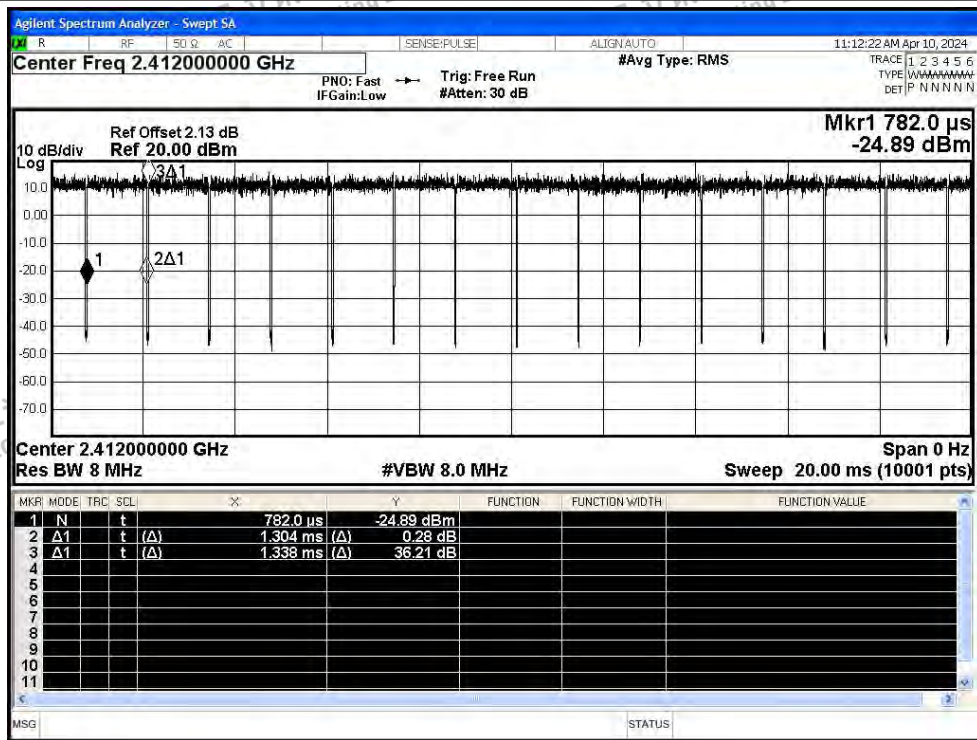 Agilent Spectrum Analyzer - Swept SA
R RF 50 Ω AC SENSE:PULSE ALIGN AUTO 11:12:22 AM Apr 10, 2024
Center Freq 2.412000000 GHz #Avg Type: RMS TRACE 1 2 3 4 5 6
PNO: Fast Trig: Free Run TYPE WWWWWW
IFGain:Low #Atten: 30 dB DET P N N N N N
Mkr1 782.0 µs
Ref Offset 2.13 dB
10 dB/div Ref 20.00 dBm -24.89 dBm
Log
3Δ1
10.0
0.00
-10.0
1 2Δ1
-20.0
-30.0
-40.0
-50.0
-60.0
-70.0
Center 2.412000000 GHz Span 0 Hz
Res BW 8 MHz #VBW 8.0 MHz Sweep 20.00 ms (10001 pts)
MKR MODE TRC SCL X Y FUNCTION FUNCTION WIDTH FUNCTION VALUE
1 N t 782.0 µs -24.89 dBm
2 Δ1 t (Δ) 1.304 ms (Δ) 0.28 dB
3 Δ1 t (Δ) 1.338 ms (Δ) 36.21 dB
4
5
6
7
8
9
10
11
MSG STATUS